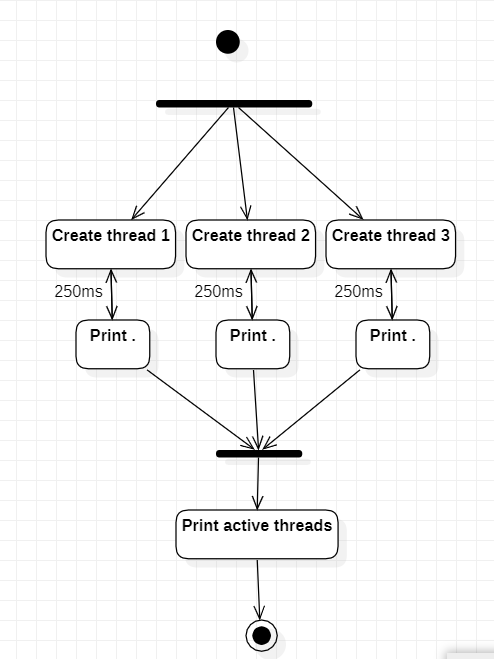 Create thread 1
Create thread 2
Create thread 3
250ms
250ms
250ms
Print .
Print .
Print .
Print active threads